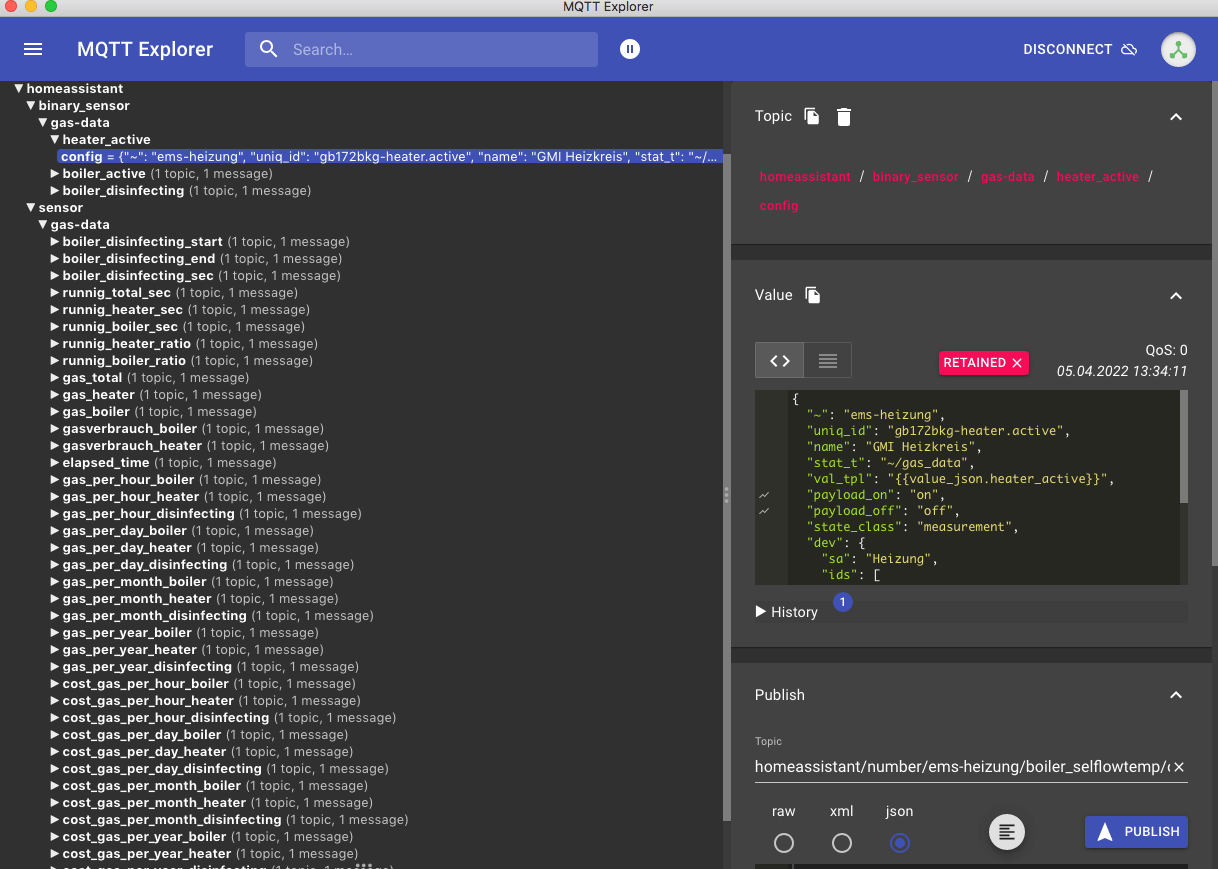 MQTT Explorer
MQTT Explorer
Search...
DISCONNECT
▼ homeassistant
▼ binary_sensor
▼ gas-data
▼ heater_active
config = {"~": "ems-heizung", "uniq_id": "gb172bkg-heater.active", "name": "GMI Heizkreis", "stat_t": "~/...
▶ boiler_active (1 topic, 1 message)
▶ boiler_disinfecting (1 topic, 1 message)
▼ sensor
▼ gas-data
▶ boiler_disinfecting_start (1 topic, 1 message)
▶ boiler_disinfecting_end (1 topic, 1 message)
▶ boiler_disinfecting_sec (1 topic, 1 message)
▶ runnig_total_sec (1 topic, 1 message)
▶ runnig_heater_sec (1 topic, 1 message)
▶ runnig_boiler_sec (1 topic, 1 message)
▶ runnig_heater_ratio (1 topic, 1 message)
▶ runnig_boiler_ratio (1 topic, 1 message)
▶ gas_total (1 topic, 1 message)
▶ gas_heater (1 topic, 1 message)
▶ gas_boiler (1 topic, 1 message)
▶ gasverbrauch_boiler (1 topic, 1 message)
▶ gasverbrauch_heater (1 topic, 1 message)
▶ elapsed_time (1 topic, 1 message)
▶ gas_per_hour_boiler (1 topic, 1 message)
▶ gas_per_hour_heater (1 topic, 1 message)
▶ gas_per_hour_disinfecting (1 topic, 1 message)
▶ gas_per_day_boiler (1 topic, 1 message)
▶ gas_per_day_heater (1 topic, 1 message)
▶ gas_per_day_disinfecting (1 topic, 1 message)
▶ gas_per_month_boiler (1 topic, 1 message)
▶ gas_per_month_heater (1 topic, 1 message)
▶ gas_per_month_disinfecting (1 topic, 1 message)
▶ gas_per_year_boiler (1 topic, 1 message)
▶ gas_per_year_heater (1 topic, 1 message)
▶ gas_per_year_disinfecting (1 topic, 1 message)
▶ cost_gas_per_hour_boiler (1 topic, 1 message)
▶ cost_gas_per_hour_heater (1 topic, 1 message)
▶ cost_gas_per_hour_disinfecting (1 topic, 1 message)
▶ cost_gas_per_day_boiler (1 topic, 1 message)
▶ cost_gas_per_day_heater (1 topic, 1 message)
▶ cost_gas_per_day_disinfecting (1 topic, 1 message)
▶ cost_gas_per_month_boiler (1 topic, 1 message)
▶ cost_gas_per_month_heater (1 topic, 1 message)
▶ cost_gas_per_month_disinfecting (1 topic, 1 message)
▶ cost_gas_per_year_boiler (1 topic, 1 message)
▶ cost_gas_per_year_heater (1 topic, 1 message)
Topic
homeassistant / binary_sensor / gas-data / heater_active /
config
Value
QoS: 0
RETAINED ✕
05.04.2022 13:34:11
{
"~": "ems-heizung",
"uniq_id": "gb172bkg-heater.active",
"name": "GMI Heizkreis",
"stat_t": "~/gas_data",
"val_tpl": "{{value_json.heater_active}}",
"payload_on": "on",
"payload_off": "off",
"state_class": "measurement",
"dev": {
"sa": "Heizung",
"ids": [
▶ History
1
Publish
Topic
homeassistant/number/ems-heizung/boiler_selflowtemp/
raw
xml
json
PUBLISH